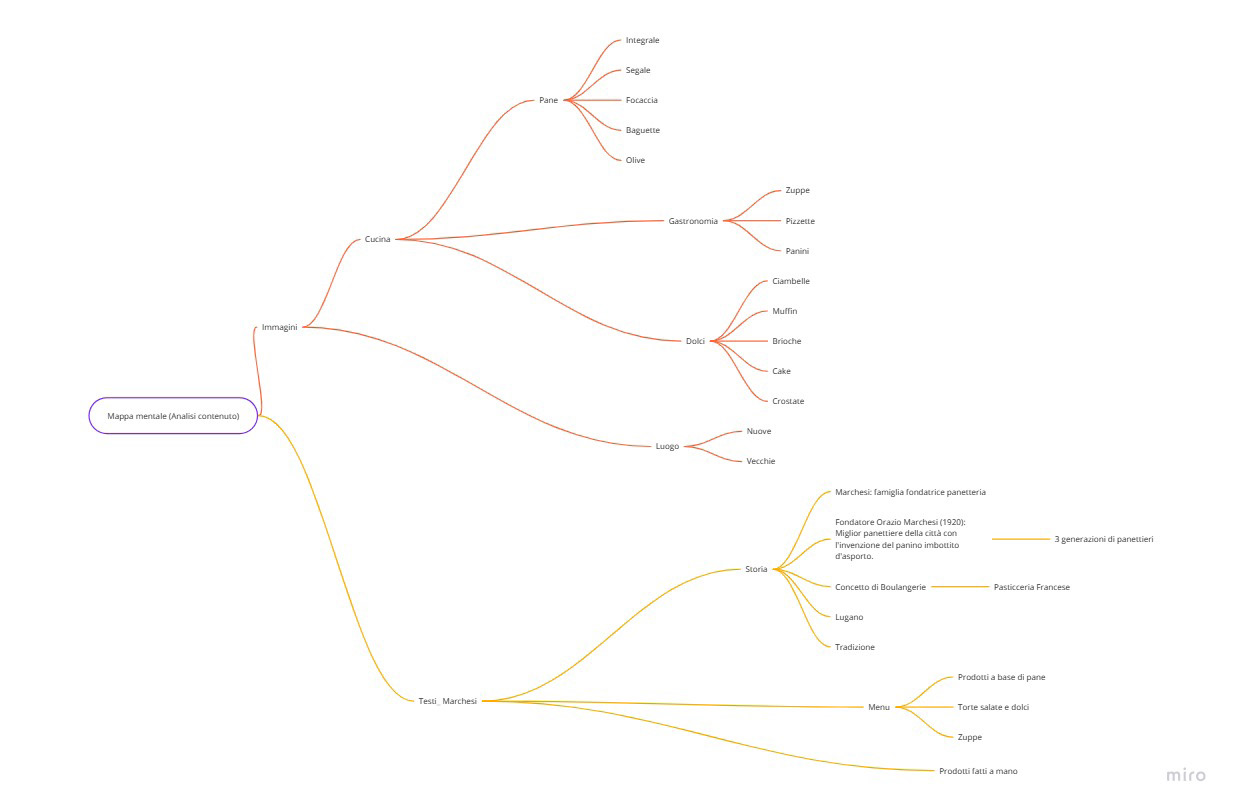 Integrale
Segale
Pane
Focaccia
Baguette
Olive
Zuppe
Gastronomia
Pizzette
Panini
Cucina
Ciambelle
Muffin
Immagini
Dolci
Brioche
Cake
Crostate
Mappa mentale (Analisi contenuto)
Nuove
Luogo
Vecchie
Marchesi: famiglia fondatrice panetteria
Fondatore Orazio Marchesi (1920):
Miglior panettiere della città con
l'invenzione del panino imbottito
d'asporto.
3 generazioni di panettieri
Storia
Concetto di Boulangerie
Pasticceria Francese
Lugano
Tradizione
Testi_Marchesi
Prodotti a base di pane
Menu
Torte salate e dolci
Zuppe
Prodotti fatti a mano
miro